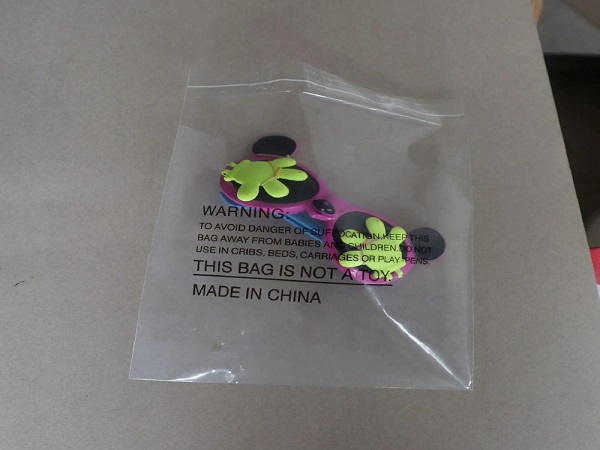 WARNING:
TO AVOID DANGER OF SUFFOCATION,KEEP THIS
BAG AWAY FROM BABIES AND CHILDREN.DO NOT
USE IN CRIBS, BEDS, CARRIAGES OR PLAY PENS.
THIS BAG IS NOT A TOY.
MADE IN CHINA